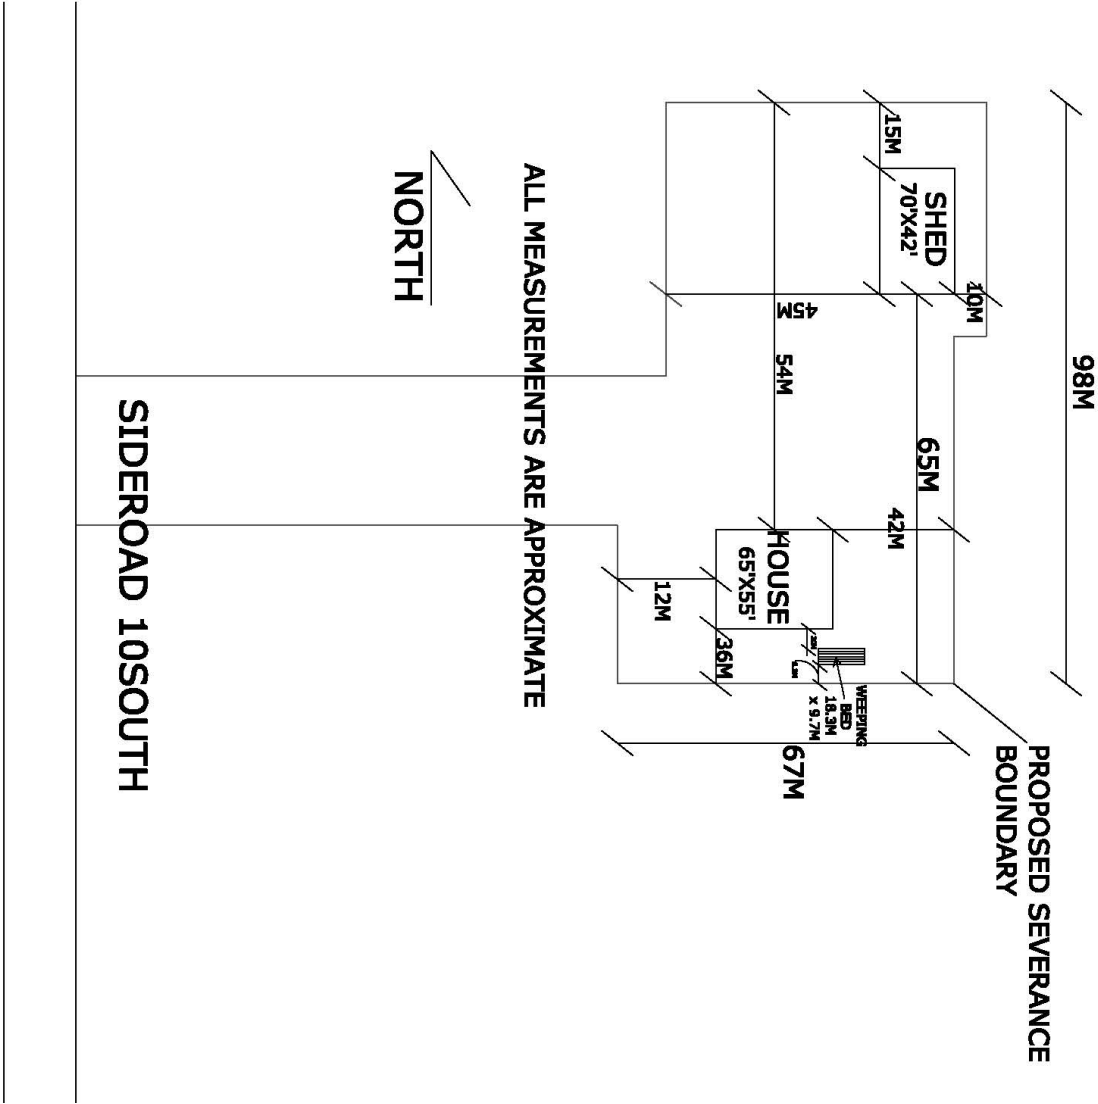 98M
PROPOSED SEVERANCE
BOUNDARY
10M
SHED
70'X42'
15M
65M
42M
45M
54M
HOUSE
65'X55'
WEEPING
BED
18.3M
x 9.7M
67M
36M
12M
ALL MEASUREMENTS ARE APPROXIMATE
NORTH
SIDEROAD 10SOUTH